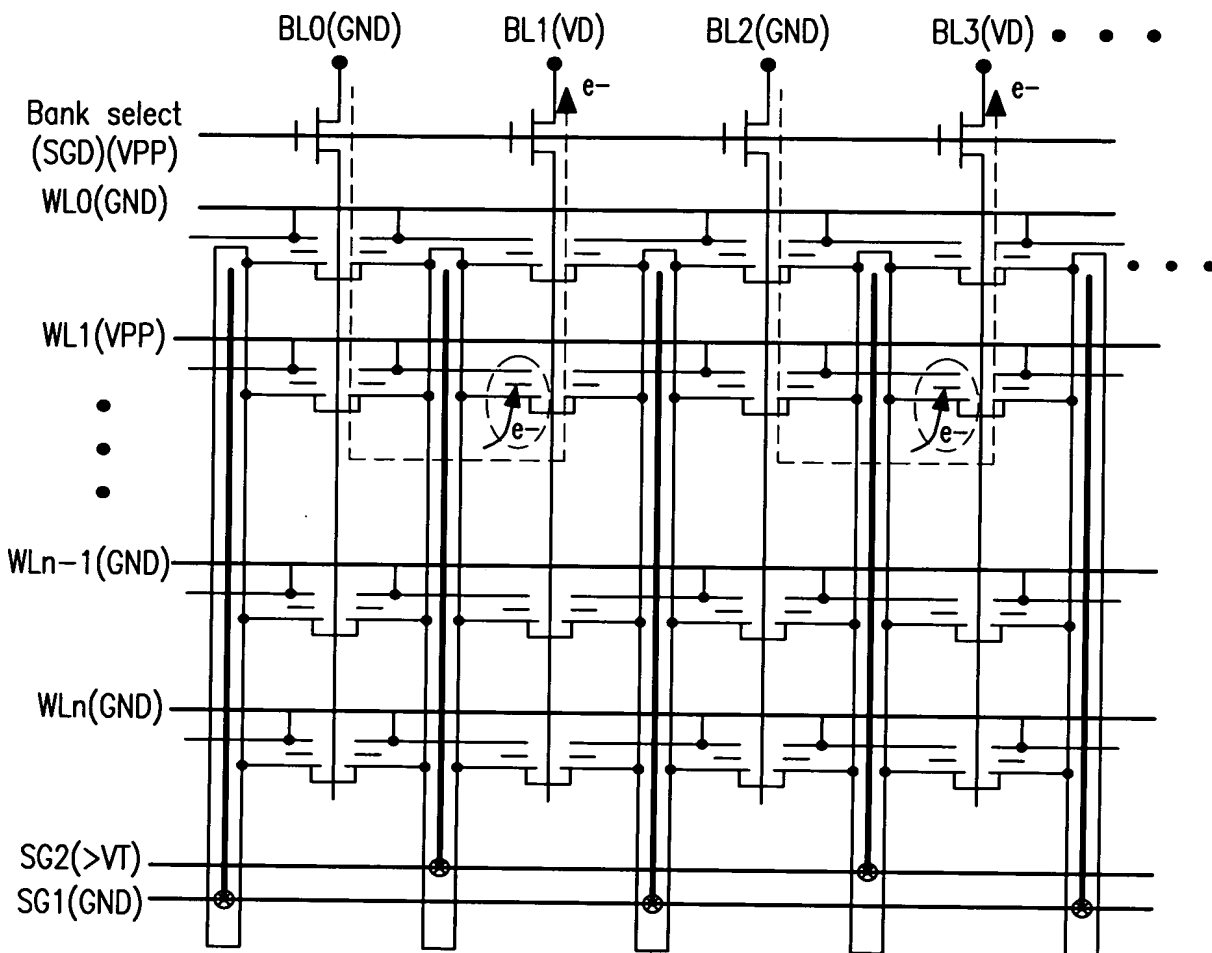 BL0(GND) BL1(VD) BL2(GND) BL3(VD)
e- e-
Bank select
(SGD)(VPP)
WL0(GND)
WL1(VPP)
e- e-
WLn-1(GND)
WLn(GND)
SG2(>VT)
SG1(GND)